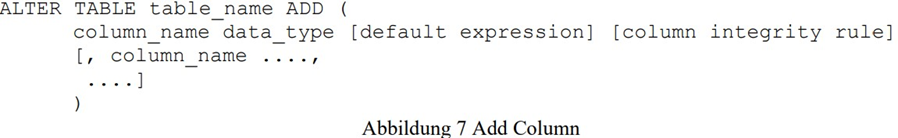 ALTER TABLE table_name ADD (
column_name data_type [default expression] [column integrity rule]
[, column_name ....,
....]
)
Abbildung 7 Add Column